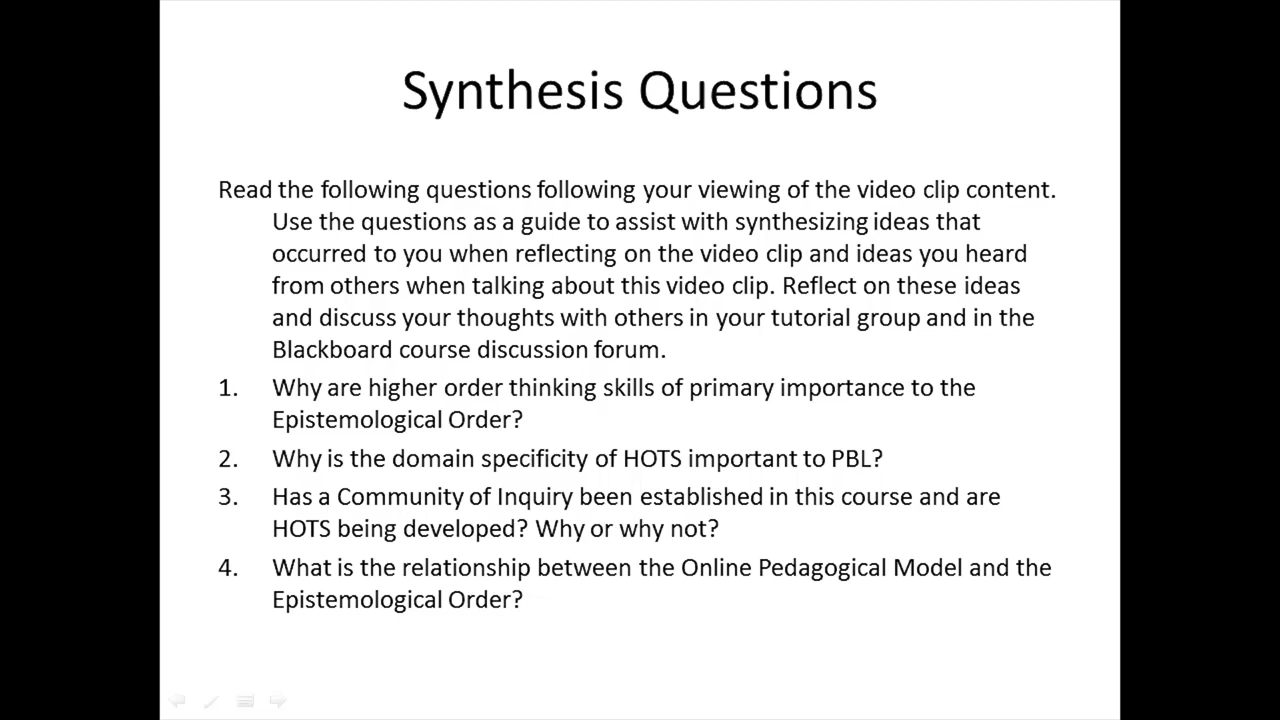 Synthesis Questions
Read the following questions following your viewing of the video clip content.
Use the questions as a guide to assist with synthesizing ideas that
occurred to you when reflecting on the video clip and ideas you heard
from others when talking about this video clip. Reflect on these ideas
and discuss your thoughts with others in your tutorial group and in the
Blackboard course discussion forum.
1. Why are higher order thinking skills of primary importance to the
Epistemological Order?
2. Why is the domain specificity of HOTS important to PBL?
3. Has a Community of Inquiry been established in this course and are
HOTS being developed? Why or why not?
4. What is the relationship between the Online Pedagogical Model and the
Epistemological Order?